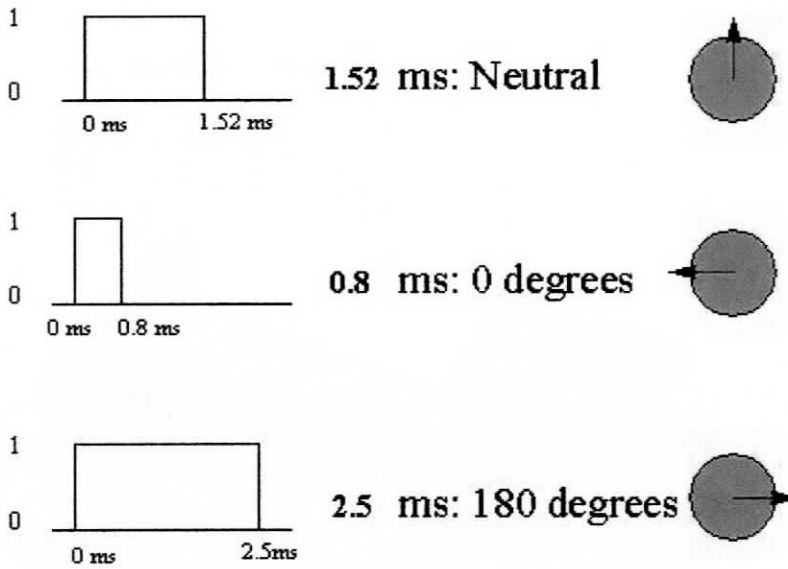 1
0
0 ms 1.52 ms
1.52 ms: Neutral
1
0
0 ms 0.8 ms
0.8 ms: 0 degrees
1
0
0 ms 2.5ms
2.5 ms: 180 degrees